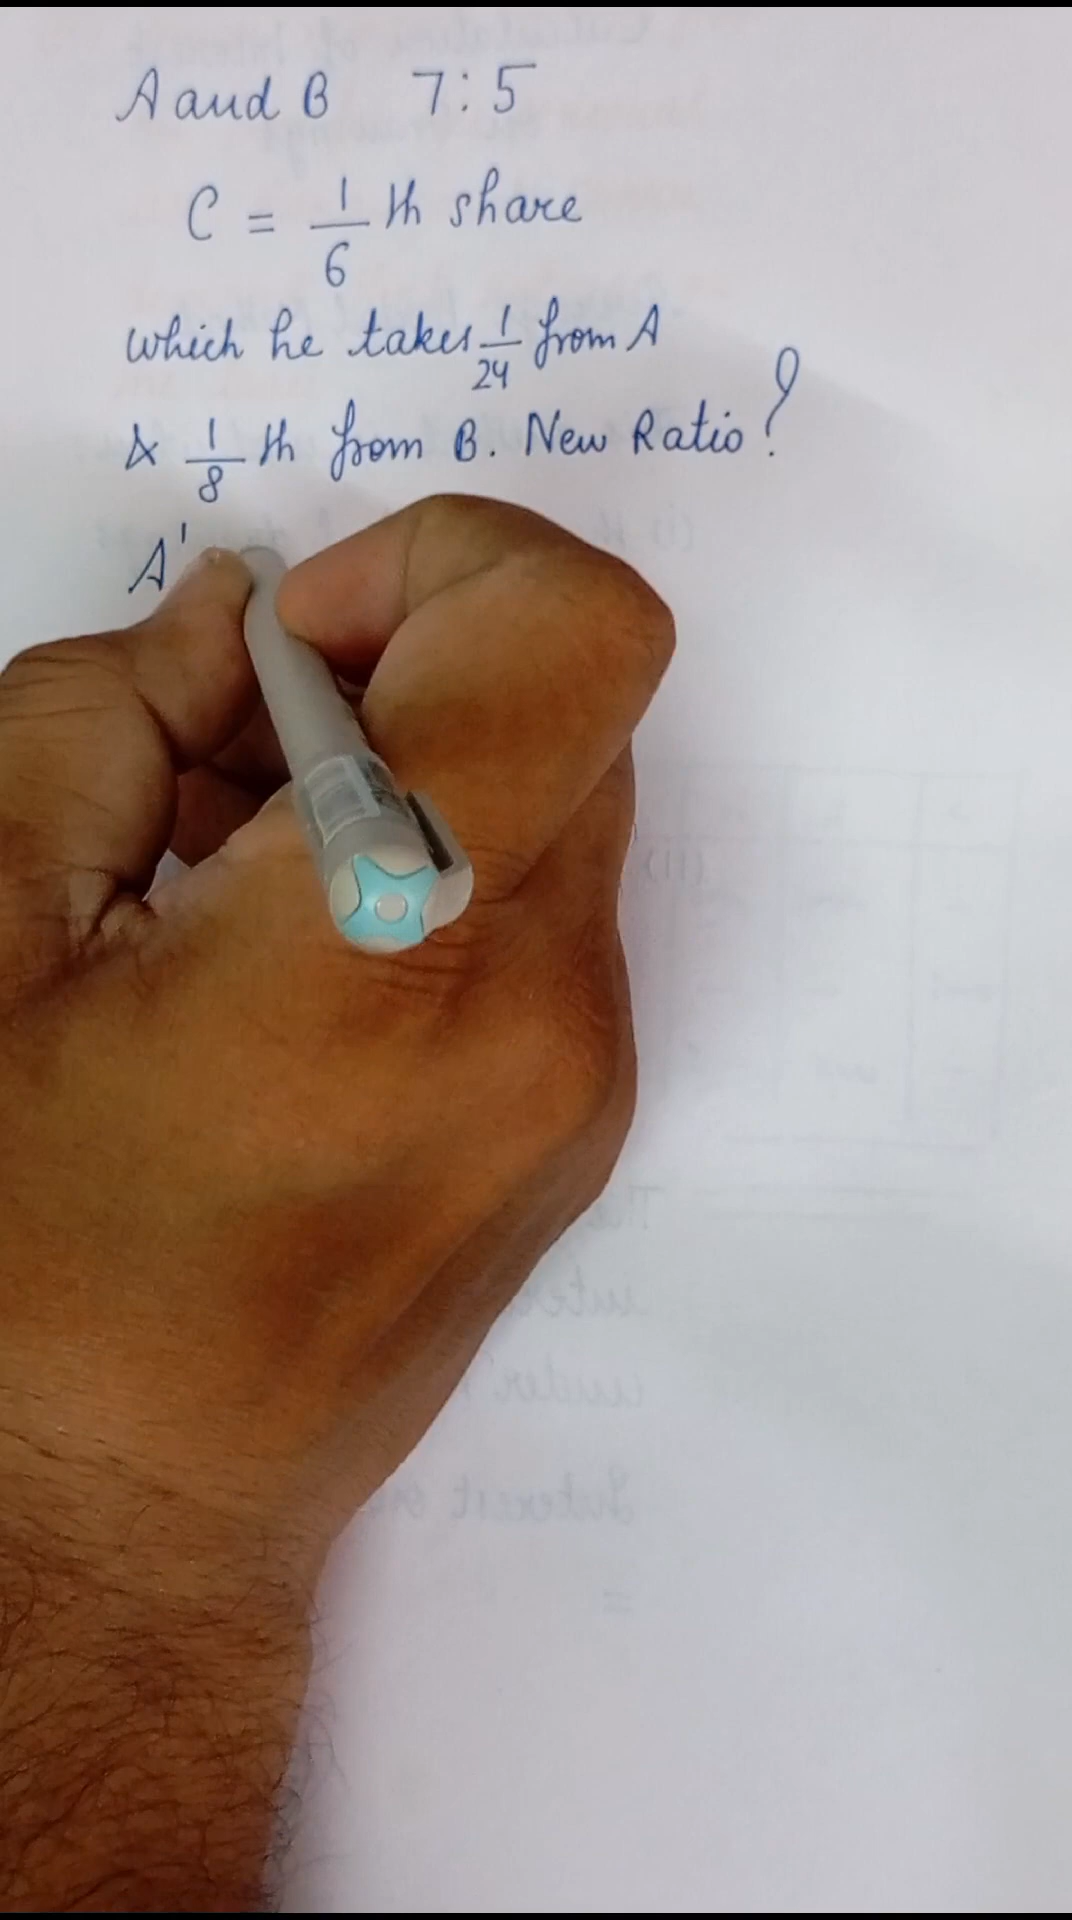 A and B 7:5
C = 1/6 th share
which he takes 1/24 from A
& 1/8 th from B. New Ratio?
A'